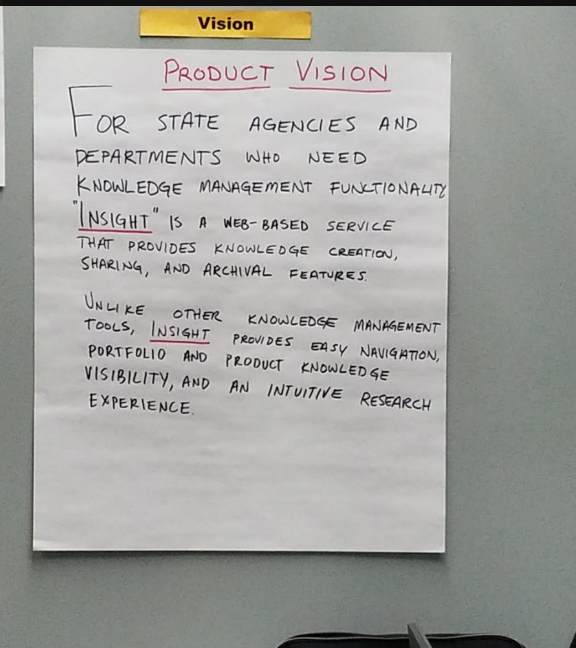 Vision
PRODUCT VISION
FOR STATE AGENCIES AND
DEPARTMENTS WHO NEED
KNOWLEDGE MANAGEMENT FUNCTIONALITY
"INSIGHT" IS A WEB-BASED SERVICE
THAT PROVIDES KNOWLEDGE CREATION,
SHARING, AND ARCHIVAL FEATURES.
UNLIKE OTHER KNOWLEDGE MANAGEMENT
TOOLS, INSIGHT PROVIDES EASY NAVIGATION,
PORTFOLIO AND PRODUCT KNOWLEDGE
VISIBILITY, AND AN INTUITIVE RESEARCH
EXPERIENCE.